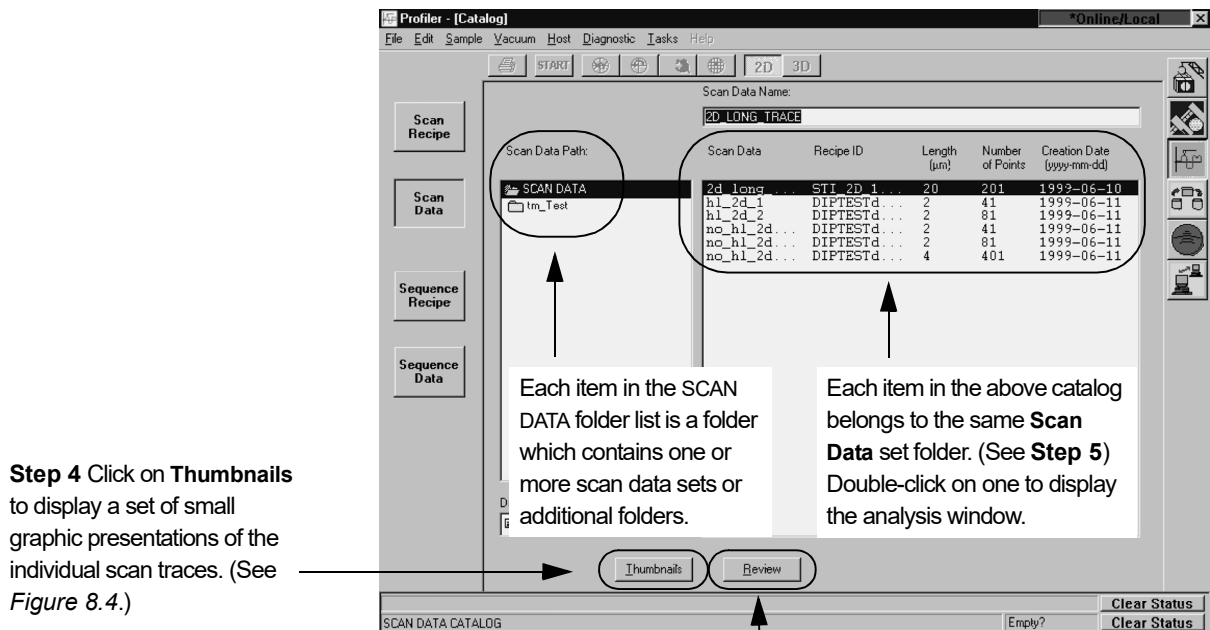 Profiler - [Catalog]
*Online/Local
File Edit Sample Vacuum Host Diagnostic Tasks Help
START 2D 3D
Scan Data Name:
2D_LONG_TRACE
Scan Recipe
Scan Data
Sequence Recipe
Sequence Data
Scan Data Path:
SCAN DATA
tm_Test
Scan Data Recipe ID Length (µm) Number of Points Creation Date (yyyy-mm-dd)
2d_long_... STI_2D_1... 20 201 1999-06-10
hl_2d_1 DIPTESTd... 2 41 1999-06-11
hl_2d_2 DIPTESTd... 2 81 1999-06-11
no_hl_2d... DIPTESTd... 2 41 1999-06-11
no_hl_2d... DIPTESTd... 2 81 1999-06-11
no_hl_2d... DIPTESTd... 4 401 1999-06-11
Each item in the SCAN
DATA folder list is a folder
which contains one or
more scan data sets or
additional folders.
Each item in the above catalog
belongs to the same Scan
Data set folder. (See Step 5)
Double-click on one to display
the analysis window.
Step 4 Click on Thumbnails
to display a set of small
graphic presentations of the
individual scan traces. (See
Figure 8.4.)
Thumbnails
Review
Clear Status
SCAN DATA CATALOG
Empty?
Clear Status